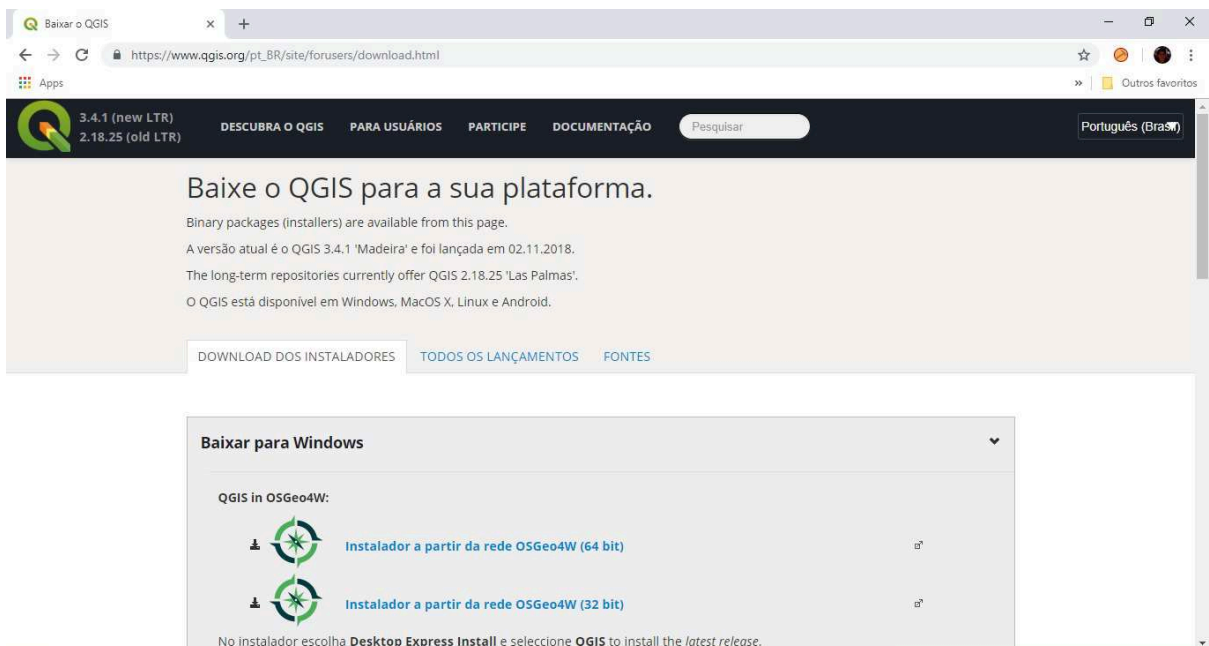 Baixar o QGIS
https://www.qgis.org/pt_BR/site/forusers/download.html
Apps
»
Outros favoritos
3.4.1 (new LTR)
2.18.25 (old LTR)
DESCUBRA O QGIS PARA USUÁRIOS PARTICIPE DOCUMENTAÇÃO Pesquisar
Português (Brasil)
Baixe o QGIS para a sua plataforma.
Binary packages (installers) are available from this page.
A versão atual é o QGIS 3.4.1 'Madeira' e foi lançada em 02.11.2018.
The long-term repositories currently offer QGIS 2.18.25 'Las Palmas'.
O QGIS está disponível em Windows, MacOS X, Linux e Android.
DOWNLOAD DOS INSTALADORES TODOS OS LANÇAMENTOS FONTES
Baixar para Windows
QGIS in OSGeo4W:
Instalador a partir da rede OSGeo4W (64 bit)
Instalador a partir da rede OSGeo4W (32 bit)
No instalador escolha Desktop Express Install e seleccione QGIS to install the latest release.